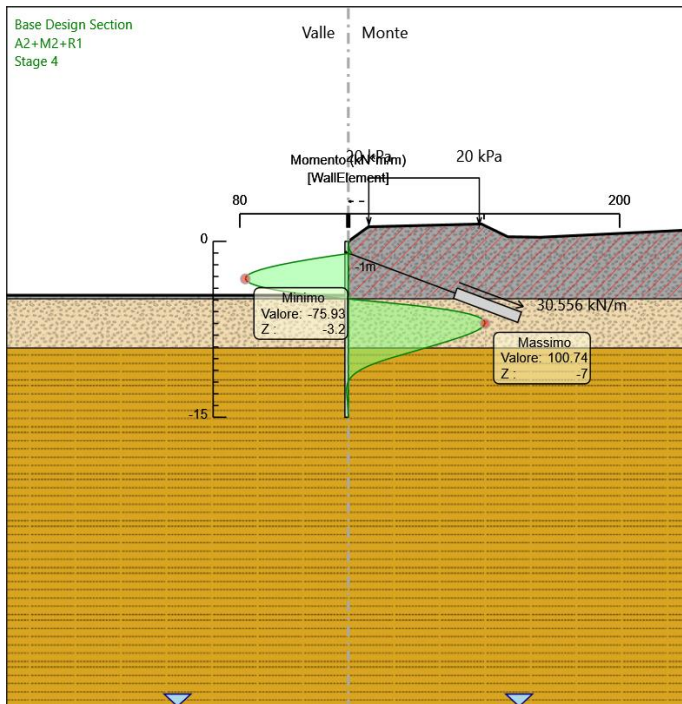 Base Design Section
A2+M2+R1
Stage 4
Valle
Monte
20 kPa
20 kPa
Momento (kN*m/m)
[WallElement]
80
200
0
-1m
30.556 kN/m
Minimo
Valore: -75.93
Z : -3.2
Massimo
Valore: 100.74
Z : -7
-15